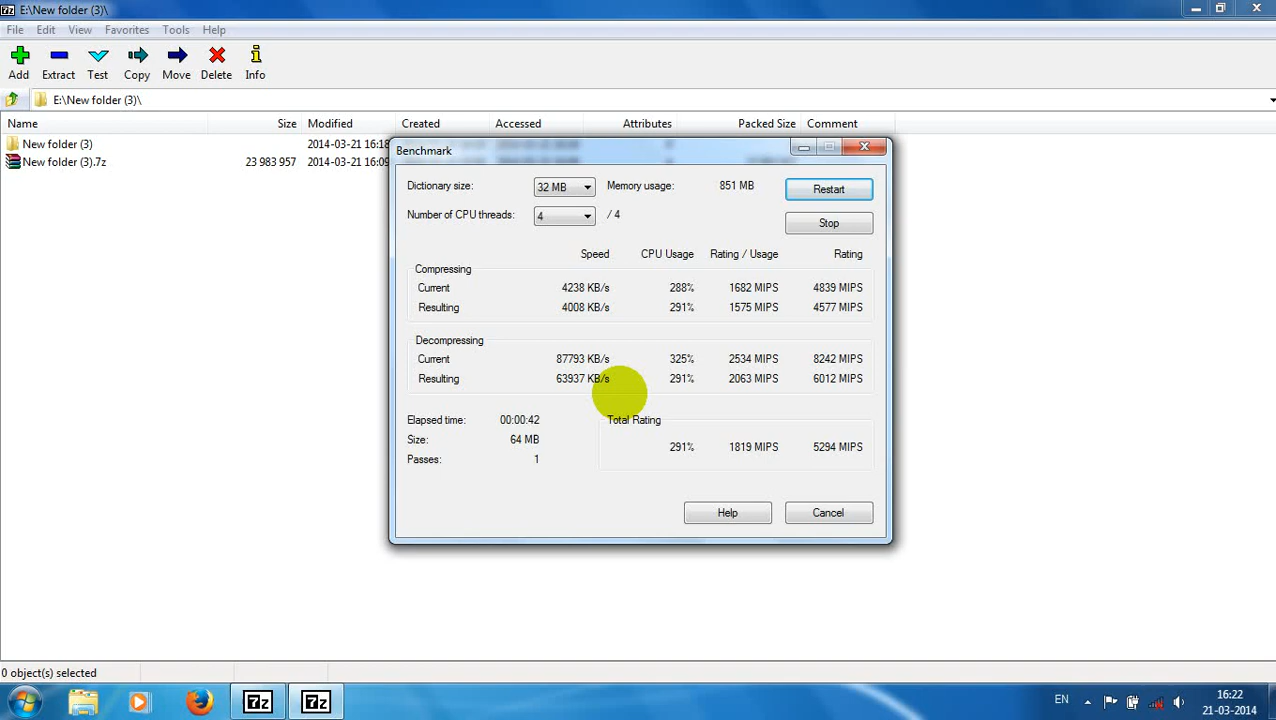 E:\New folder (3)\
File Edit View Favorites Tools Help
Add Extract Test Copy Move Delete Info
E:\New folder (3)\
Name Size Modified Created Accessed Attributes Packed Size Comment
New folder (3) 2014-03-21 16:18
New folder (3).7z 23 983 957 2014-03-21 16:09
Benchmark
Dictionary size: 32 MB Memory usage: 851 MB Restart
Number of CPU threads: 4 / 4
Stop
Speed CPU Usage Rating / Usage Rating
Compressing
Current 4238 KB/s 288% 1682 MIPS 4839 MIPS
Resulting 4008 KB/s 291% 1575 MIPS 4577 MIPS
Decompressing
Current 87793 KB/s 325% 2534 MIPS 8242 MIPS
Resulting 63937 KB/s 291% 2063 MIPS 6012 MIPS
Elapsed time: 00:00:42 Total Rating
Size: 64 MB
291% 1819 MIPS 5294 MIPS
Passes: 1
Help Cancel
0 object(s) selected
7z 7z EN 16:22
21-03-2014